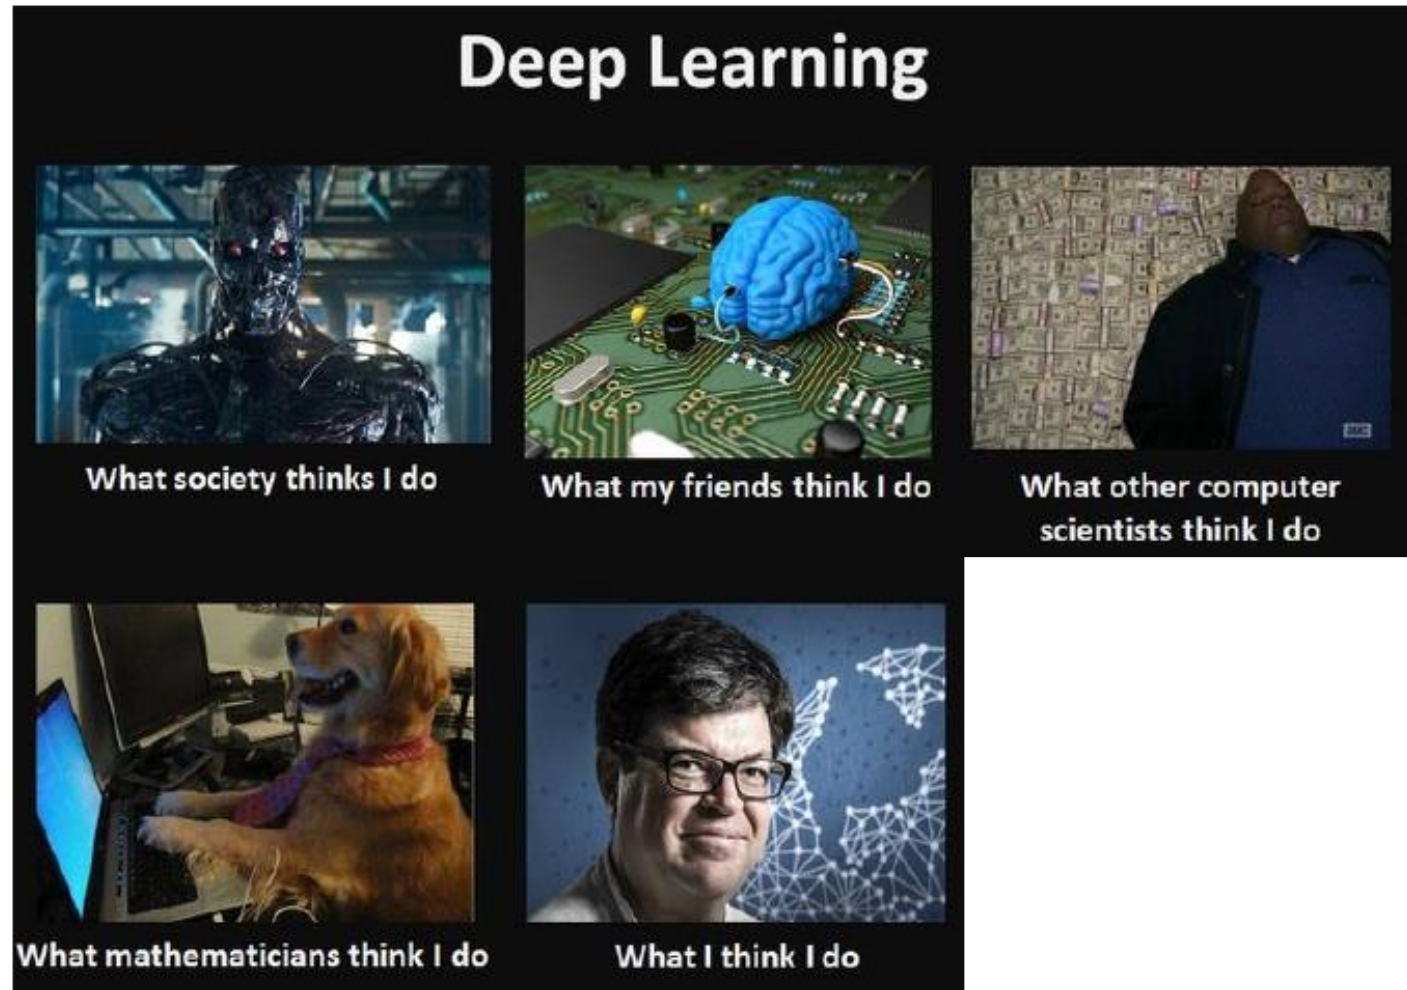 Deep Learning
What society thinks I do
What my friends think I do
What other computer
scientists think I do
What mathematicians think I do
What I think I do